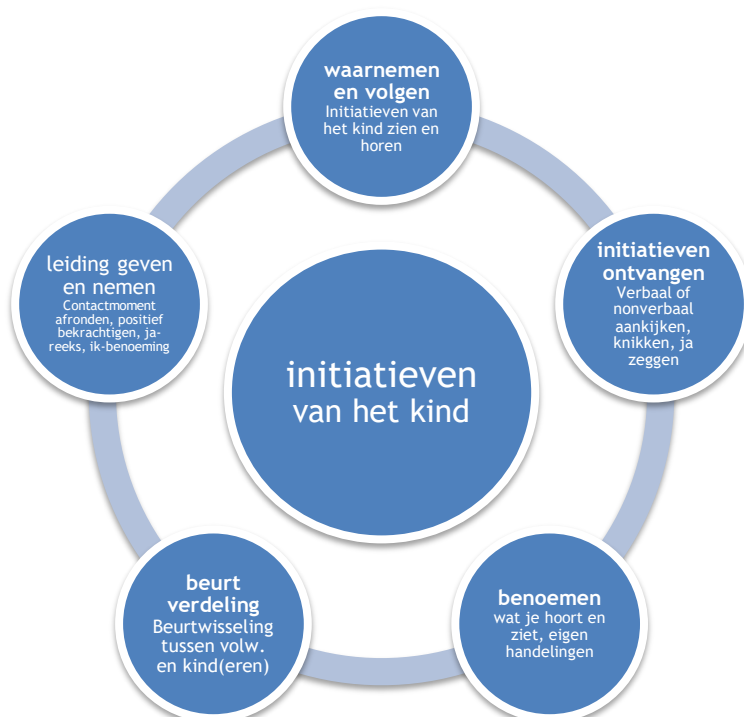 waarnemen
en volgen
Initiatieven van
het kind zien en
horen
initiatieven
ontvangen
Verbaal of
nonverbaal
aankijken,
knikken, ja
zeggen
benoemen
wat je hoort en
ziet, eigen
handelingen
beurt
verdeling
Beurtwisseling
tussen volw.
en kind(eren)
leiding geven
en nemen
Contactmoment
afronden, positief
bekrachtigen, ja-
reeks, ik-benoeming
initiatieven
van het kind